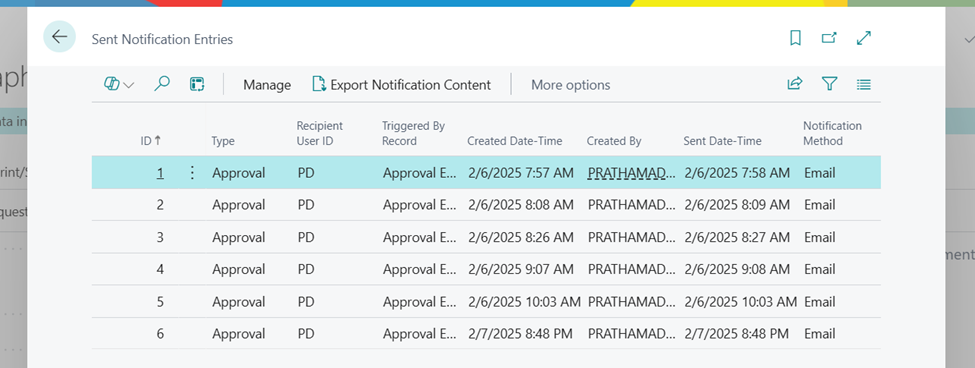 Sent Notification Entries
Manage Export Notification Content More options
ID↑ Type Recipient User ID Triggered By Record Created Date-Time Created By Sent Date-Time Notification Method
1 Approval PD Approval E... 2/6/2025 7:57 AM PRATHAMAD... 2/6/2025 7:58 AM Email
2 Approval PD Approval E... 2/6/2025 8:08 AM PRATHAMAD... 2/6/2025 8:09 AM Email
3 Approval PD Approval E... 2/6/2025 8:26 AM PRATHAMAD... 2/6/2025 8:27 AM Email
4 Approval PD Approval E... 2/6/2025 9:07 AM PRATHAMAD... 2/6/2025 9:08 AM Email
5 Approval PD Approval E... 2/6/2025 10:03 AM PRATHAMAD... 2/6/2025 10:03 AM Email
6 Approval PD Approval E... 2/7/2025 8:48 PM PRATHAMAD... 2/7/2025 8:48 PM Email